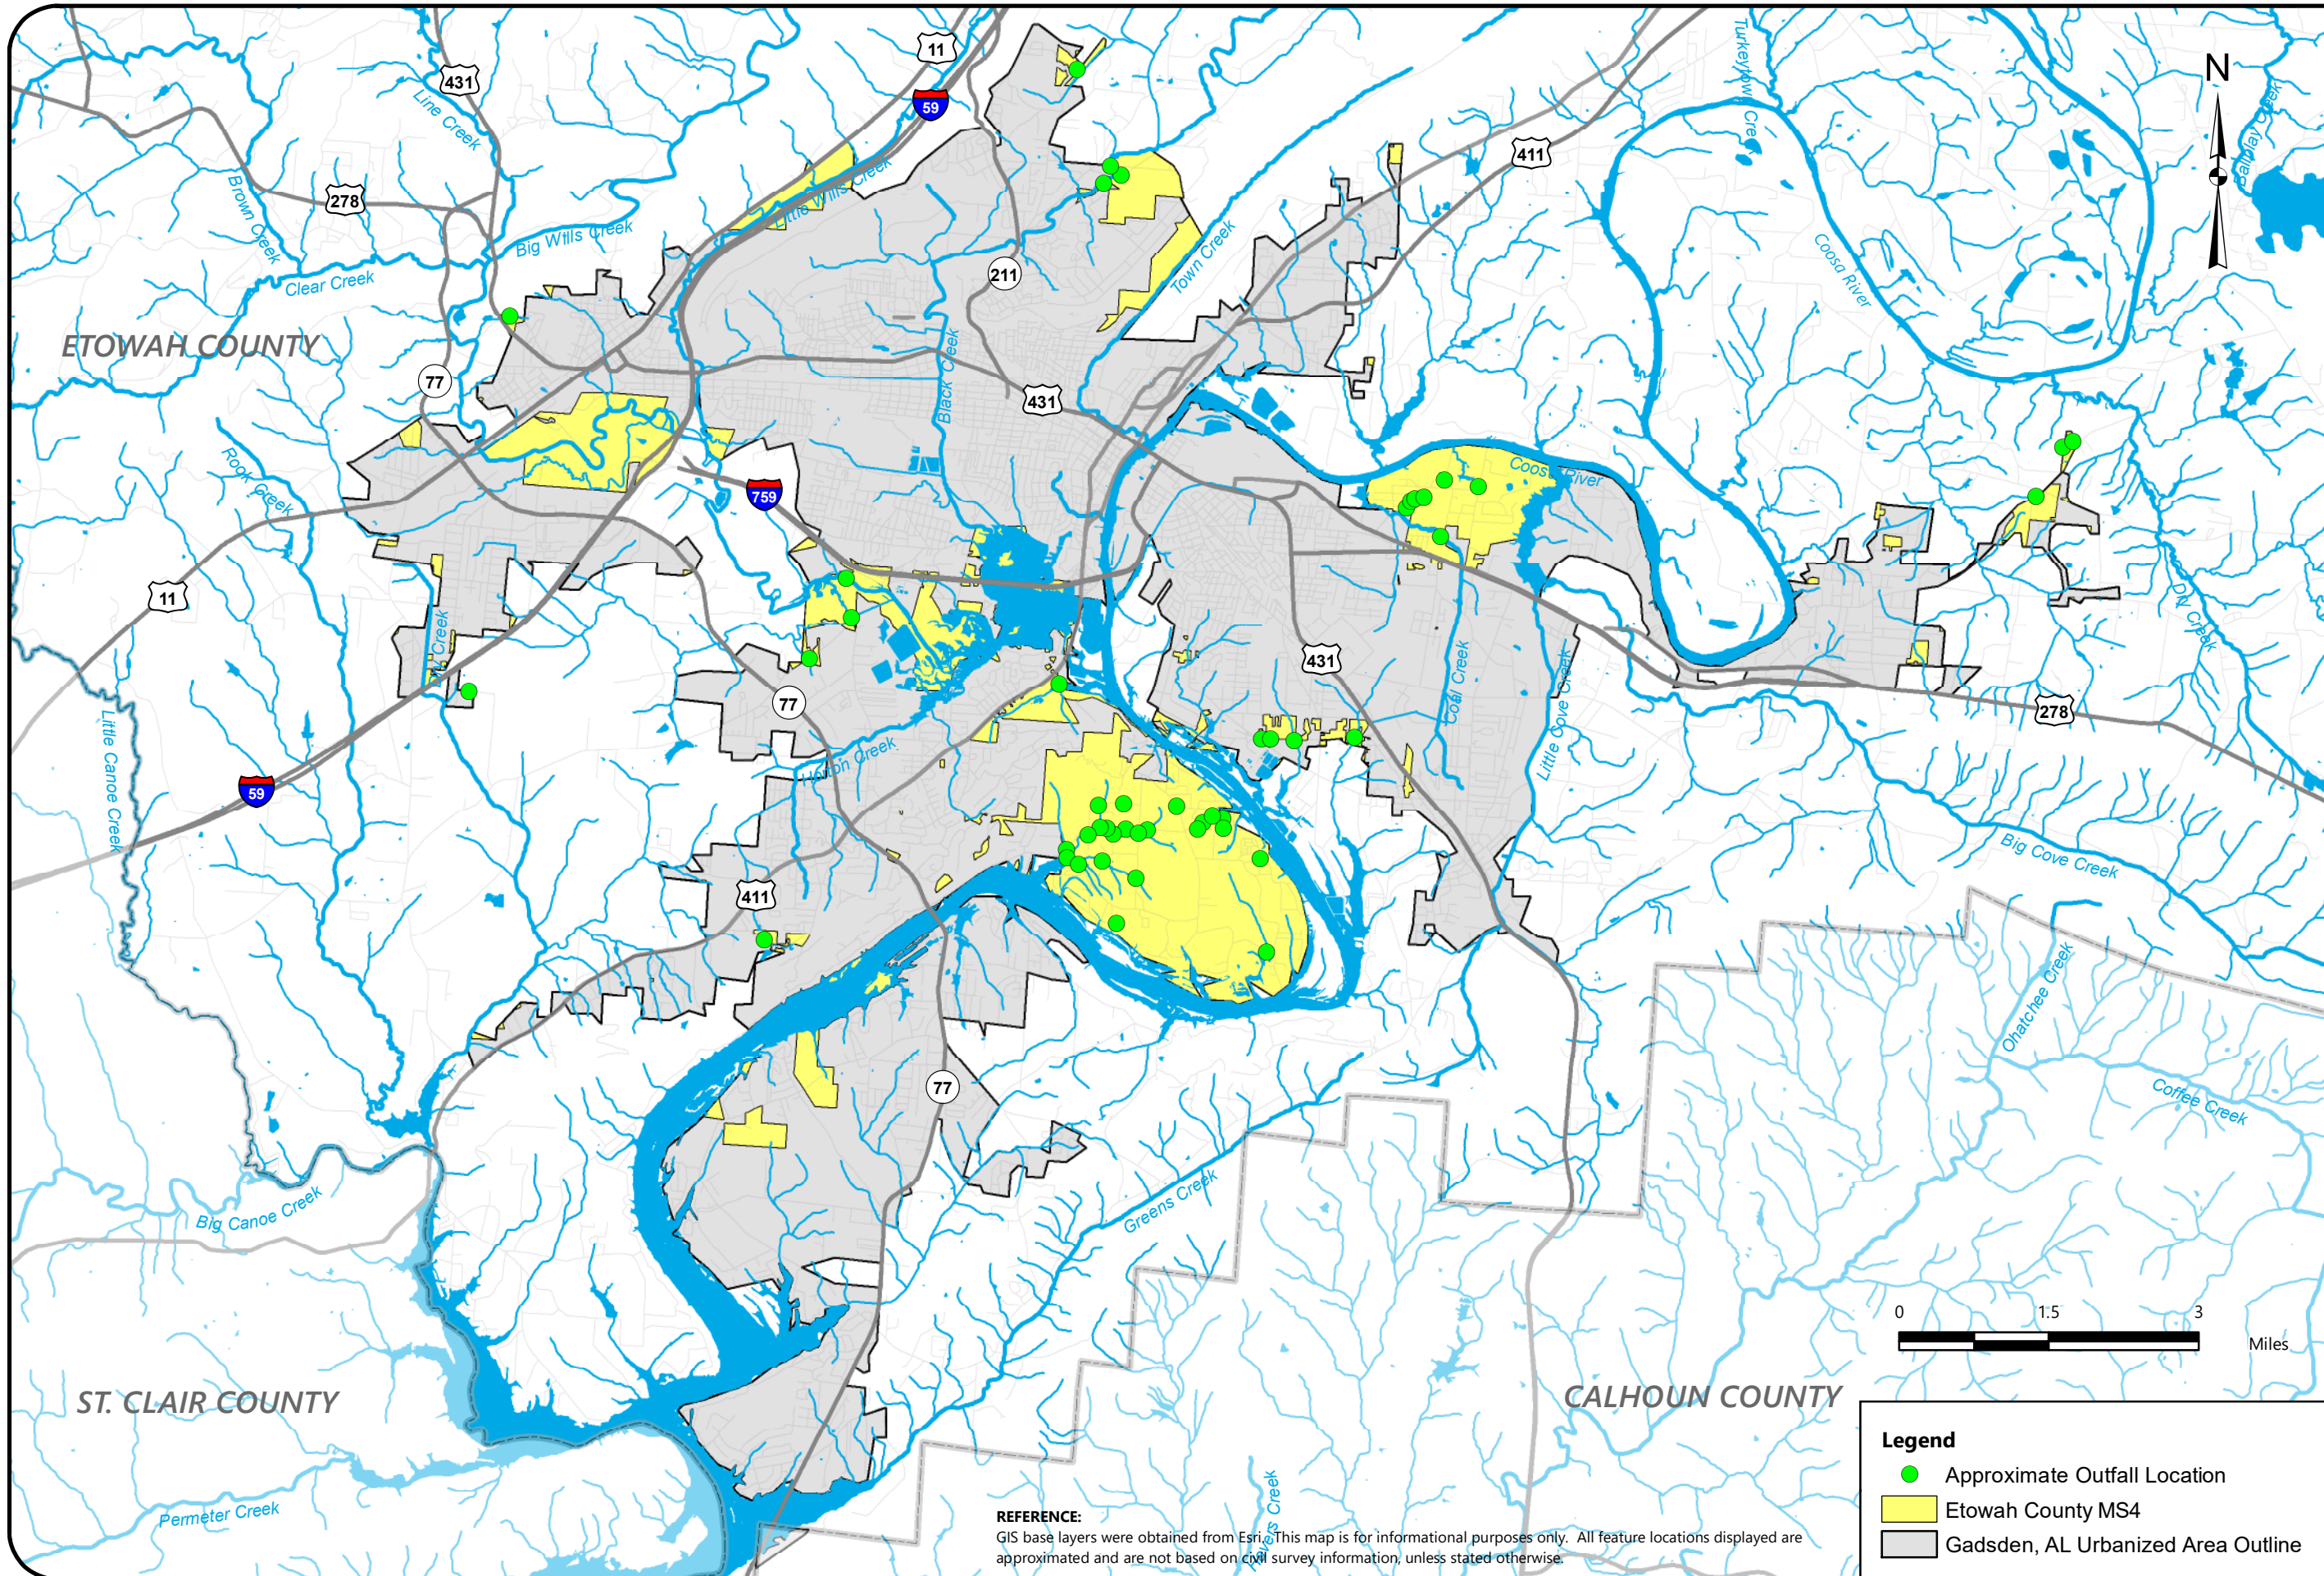 11
431
59
N
Line Creek
Turkeytown Creek
Ballplay Creek
411
278
Brown Creek
Little Wills Creek
Big Wills Creek
Clear Creek
Town Creek
211
Coosa River
ETOWAH COUNTY
77
431
Black Creek
Rook Creek
759
Coosa River
11
Dry Creek
431
Coal Creek
Little Cove Creek
77
278
Little Canoe Creek
Horton Creek
59
Big Cove Creek
411
Ohatchee Creek
77
Coffee Creek
Big Canoe Creek
Greens Creek
0 1.5 3
Miles
ST. CLAIR COUNTY
CALHOUN COUNTY
Permeter Creek
Legend
Approximate Outfall Location
Etowah County MS4
Gadsden, AL Urbanized Area Outline
REFERENCE:
GIS base layers were obtained from Esri. This map is for informational purposes only. All feature locations displayed are
approximated and are not based on civil survey information, unless stated otherwise.
Creek